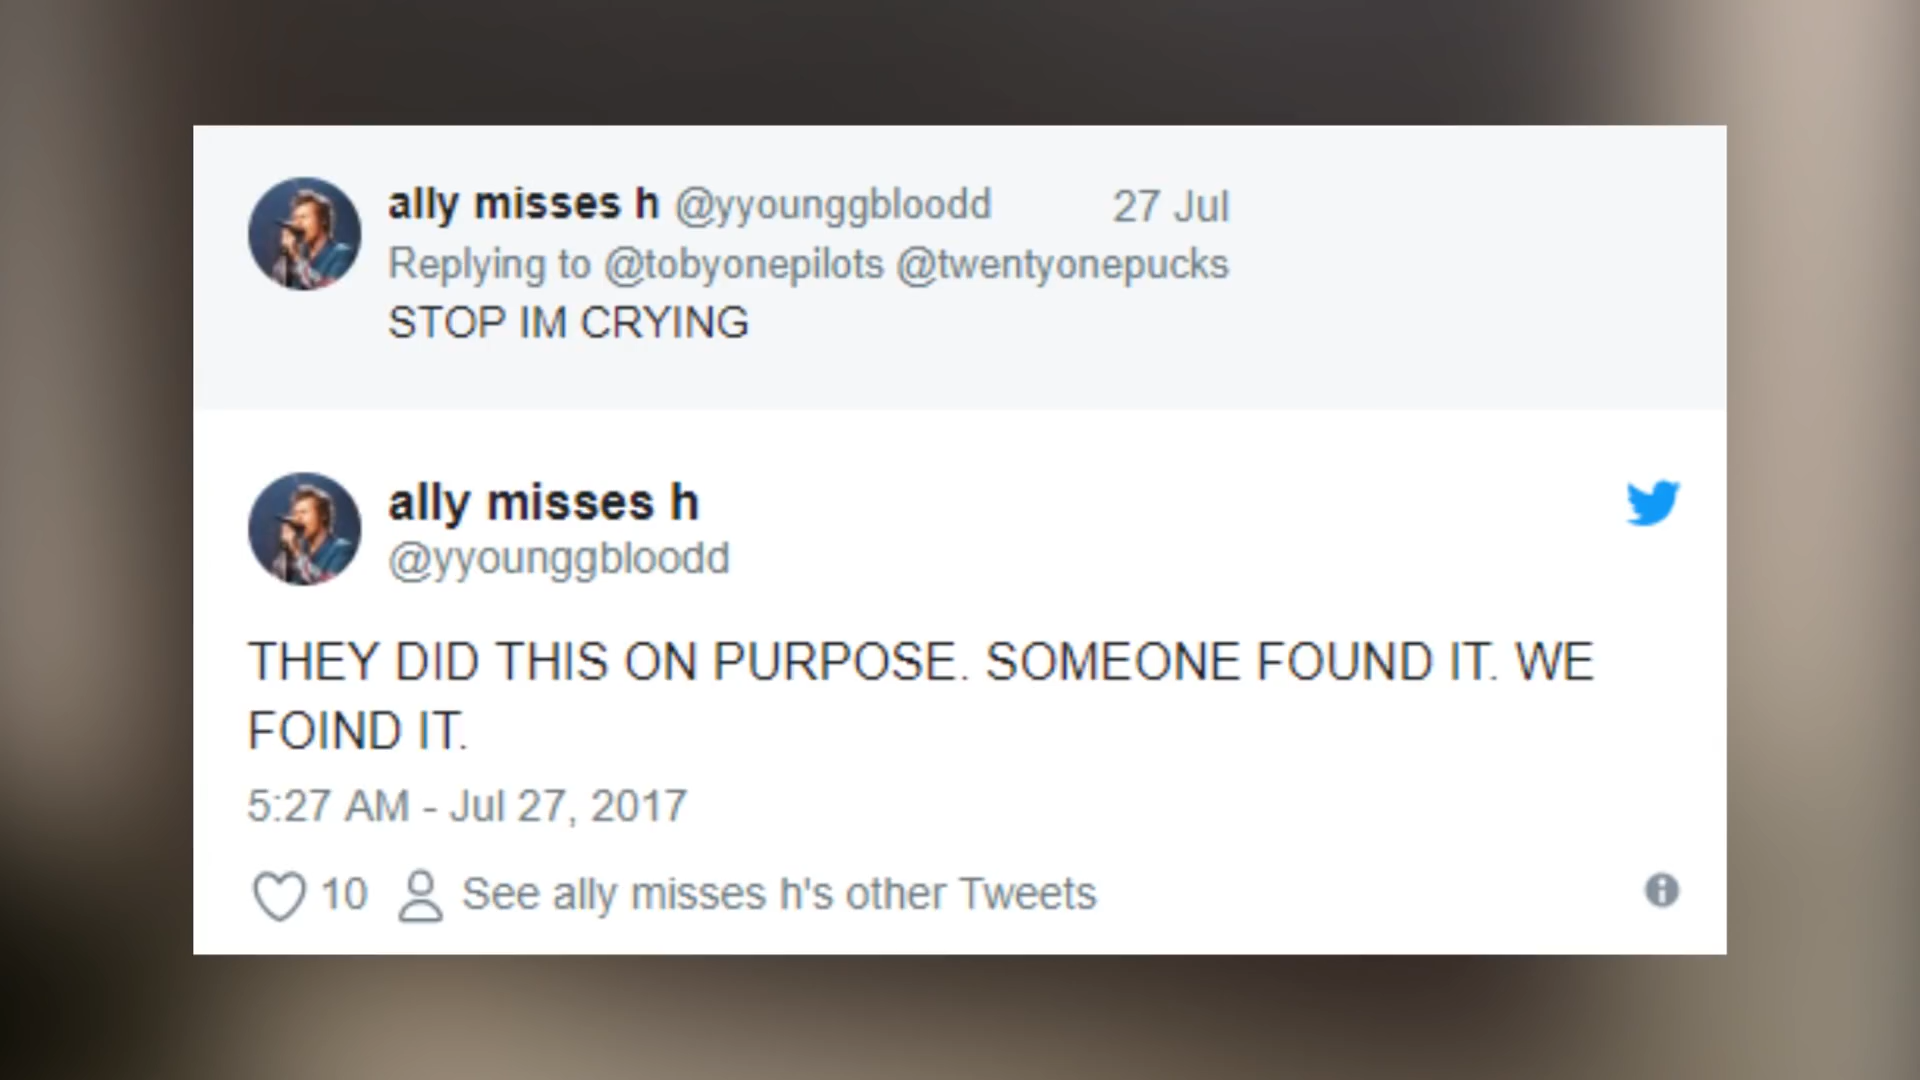 ally misses h @yyounggbloodd 27 Jul
Replying to @tobyonepilots @twentyonepucks
STOP IM CRYING
ally misses h
@yyounggbloodd
THEY DID THIS ON PURPOSE. SOMEONE FOUND IT. WE
FOIND IT.
5:27 AM - Jul 27, 2017
10 See ally misses h's other Tweets